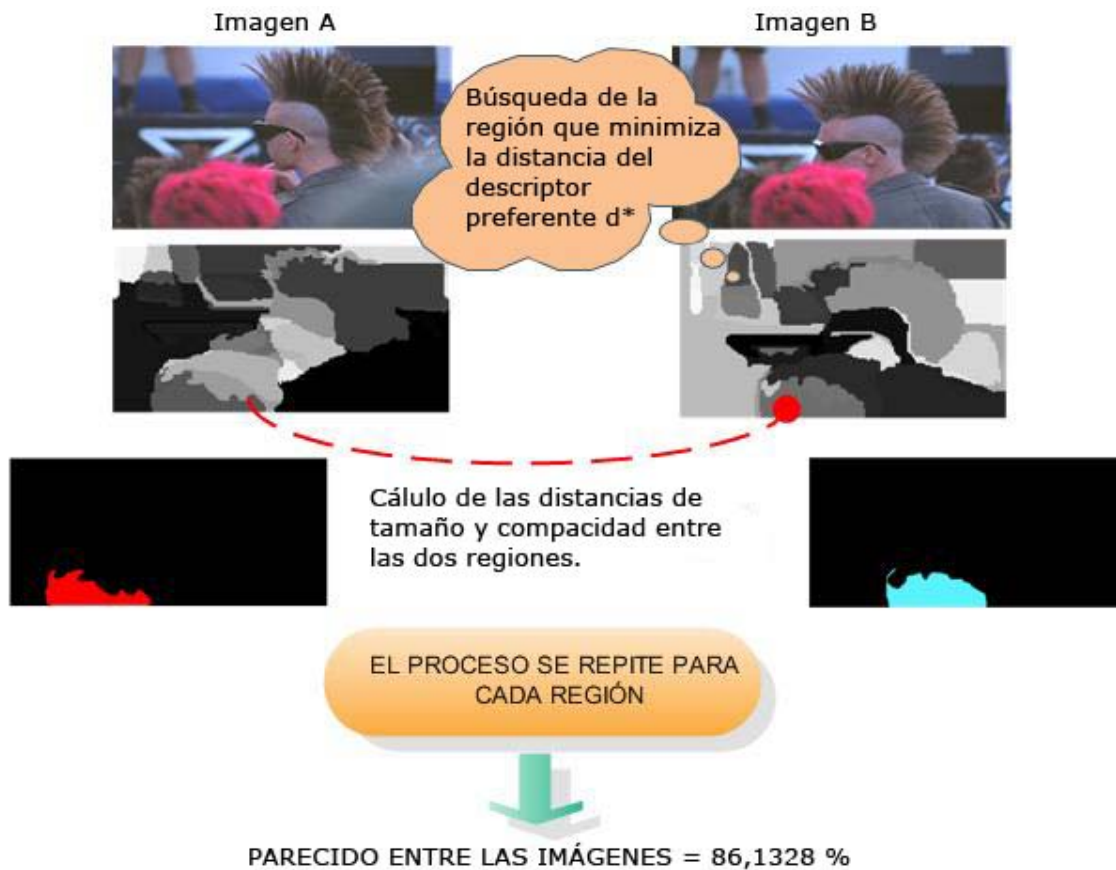 Imagen A
Imagen B
Búsqueda de la
región que minimiza
la distancia del
descriptor
preferente d*
Cálulo de las distancias de
tamaño y compacidad entre
las dos regiones.
EL PROCESO SE REPITE PARA
CADA REGIÓN
PARECIDO ENTRE LAS IMÁGENES = 86,1328 %